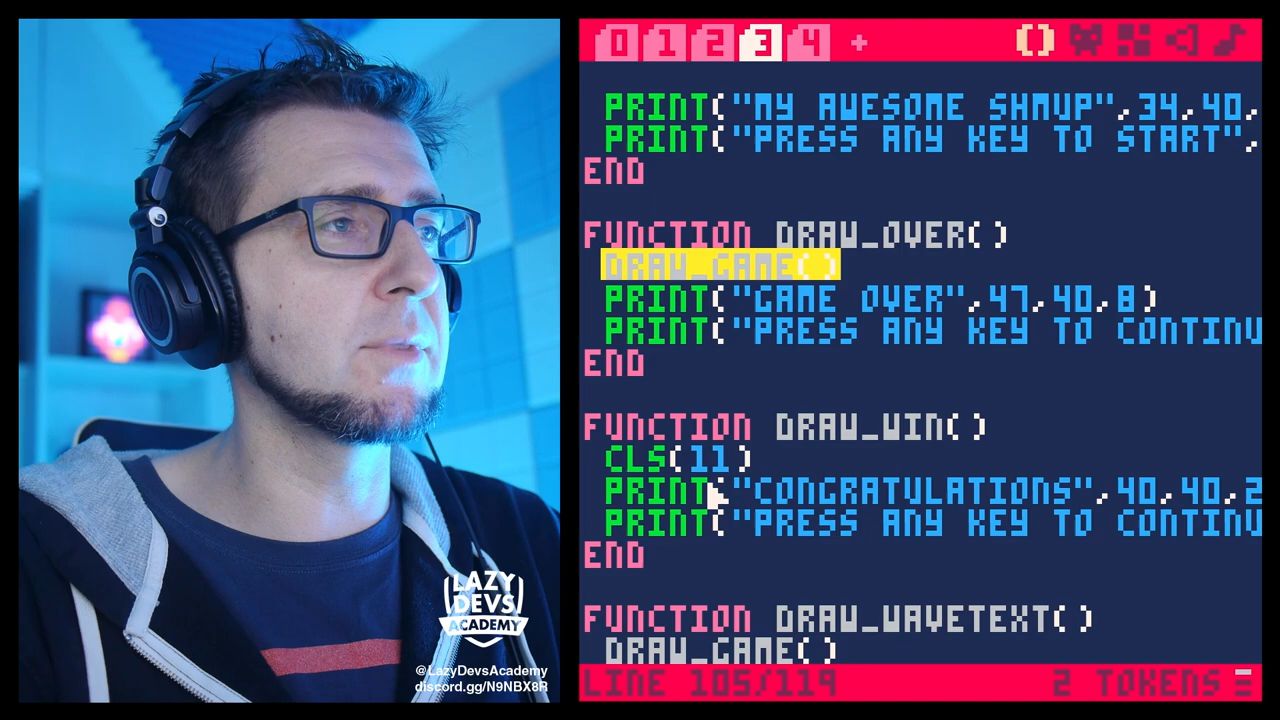 0 1 2 3 4 +
PRINT("MY AWESOME SHMUP",34,40,
PRINT("PRESS ANY KEY TO START",
END
FUNCTION DRAW_OVER()
DRAW_GAME()
PRINT("GAME OVER",47,40,8)
PRINT("PRESS ANY KEY TO CONTINU
END
FUNCTION DRAW_WIN()
CLS(11)
PRINT("CONGRATULATIONS",40,40,2
PRINT("PRESS ANY KEY TO CONTINU
END
FUNCTION DRAW_WAVETEXT()
DRAW_GAME()
LINE 105/119 2 TOKENS
LAZY
DEVS
ACADEMY
@LazyDevsAcademy
discord.gg/N9NBX8R